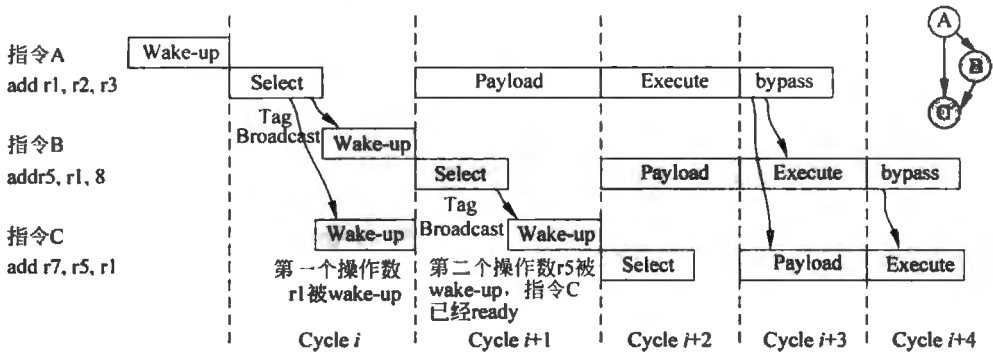 指令A
add r1, r2, r3
Wake-up
Select
Payload
Execute
bypass
A
B
Tag
Broadcast
指令B
addr5, r1, 8
Wake-up
Select
Payload
Execute
bypass
Tag
Broadcast
指令C
add r7, r5, r1
Wake-up
Wake-up
Select
Payload
Execute
第一个操作数
r1被wake-up
第二个操作数r5被
wake-up，指令C
已经ready
Cycle i
Cycle i+1
Cycle i+2
Cycle i+3
Cycle i+4